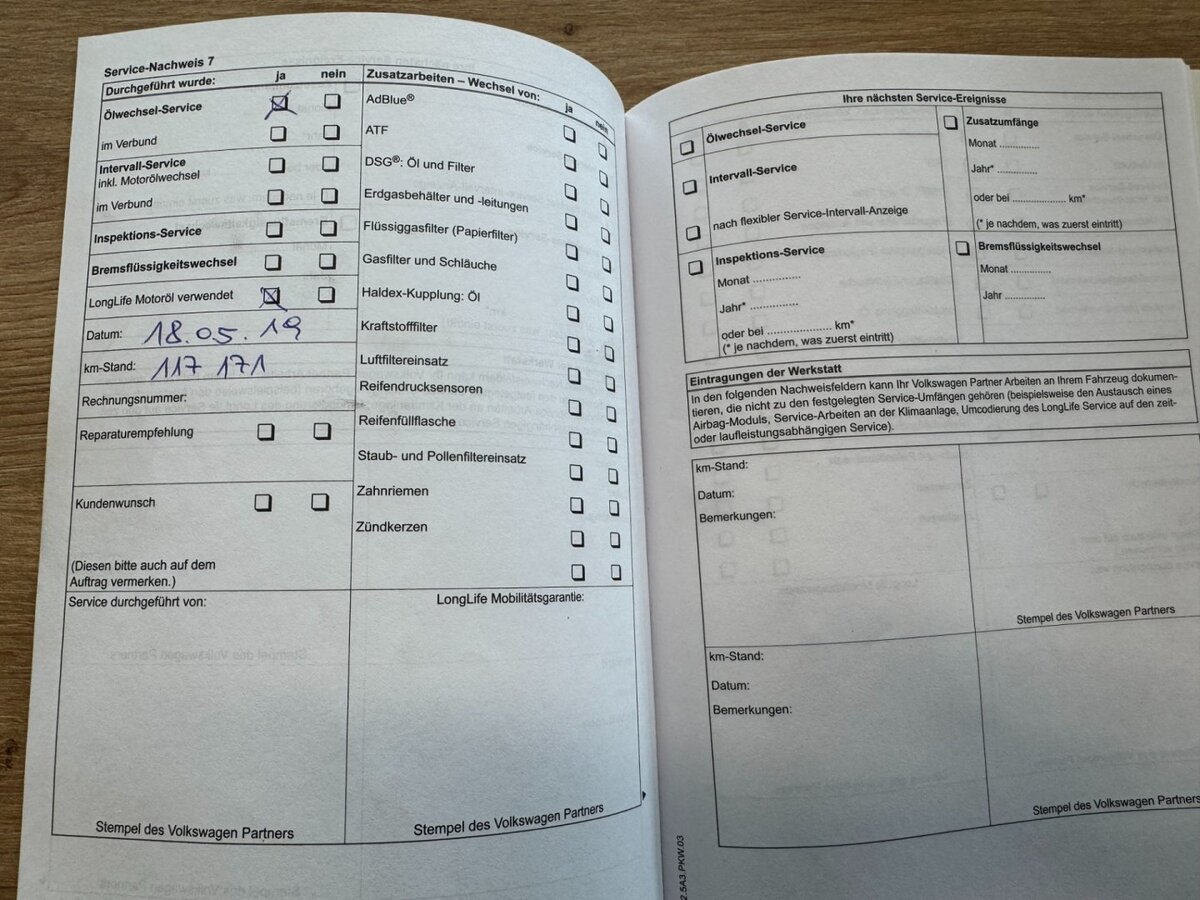 Service-Nachweis 7
Durchgeführt wurde: ja nein
Ölwechsel-Service
im Verbund
Intervall-Service
inkl. Motorölwechsel
im Verbund
Inspektions-Service
Bremsflüssigkeitswechsel
LongLife Motoröl verwendet
Datum: 18.05.19
km-Stand: 117 171
Rechnungsnummer:
Reparaturempfehlung
Kundenwunsch
(Diesen bitte auch auf dem
Auftrag vermerken.)
Service durchgeführt von:
Stempel des Volkswagen Partners
Zusatzarbeiten – Wechsel von: ja nein
AdBlue®
ATF
DSG®: Öl und Filter
Erdgasbehälter und -leitungen
Flüssiggasfilter (Papierfilter)
Gasfilter und Schläuche
Haldex-Kupplung: Öl
Kraftstofffilter
Luftfiltereinsatz
Reifendrucksensoren
Reifenfüllflasche
Staub- und Pollenfiltereinsatz
Zahnriemen
Zündkerzen
LongLife Mobilitätsgarantie:
Stempel des Volkswagen Partners
Ihre nächsten Service-Ereignisse
Ölwechsel-Service
Intervall-Service
nach flexibler Service-Intervall-Anzeige
Inspektions-Service
Monat ...............
Jahr* ...............
oder bei .................... km*
(* je nachdem, was zuerst eintritt)
Zusatzumfänge
Monat .............
Jahr* .............
oder bei .................... km*
(* je nachdem, was zuerst eintritt)
Bremsflüssigkeitswechsel
Monat .............
Jahr .............
Eintragungen der Werkstatt
In den folgenden Nachweisfeldern kann Ihr Volkswagen Partner Arbeiten an Ihrem Fahrzeug dokumen-
tieren, die nicht zu den festgelegten Service-Umfängen gehören (beispielsweise den Austausch eines
Airbag-Moduls, Service-Arbeiten an der Klimaanlage, Umcodierung des LongLife Service auf den zeit-
oder laufleistungsabhängigen Service).
km-Stand:
Datum:
Bemerkungen:
Stempel des Volkswagen Partners
km-Stand:
Datum:
Bemerkungen:
Stempel des Volkswagen Partners
2.5A3.PKW.03